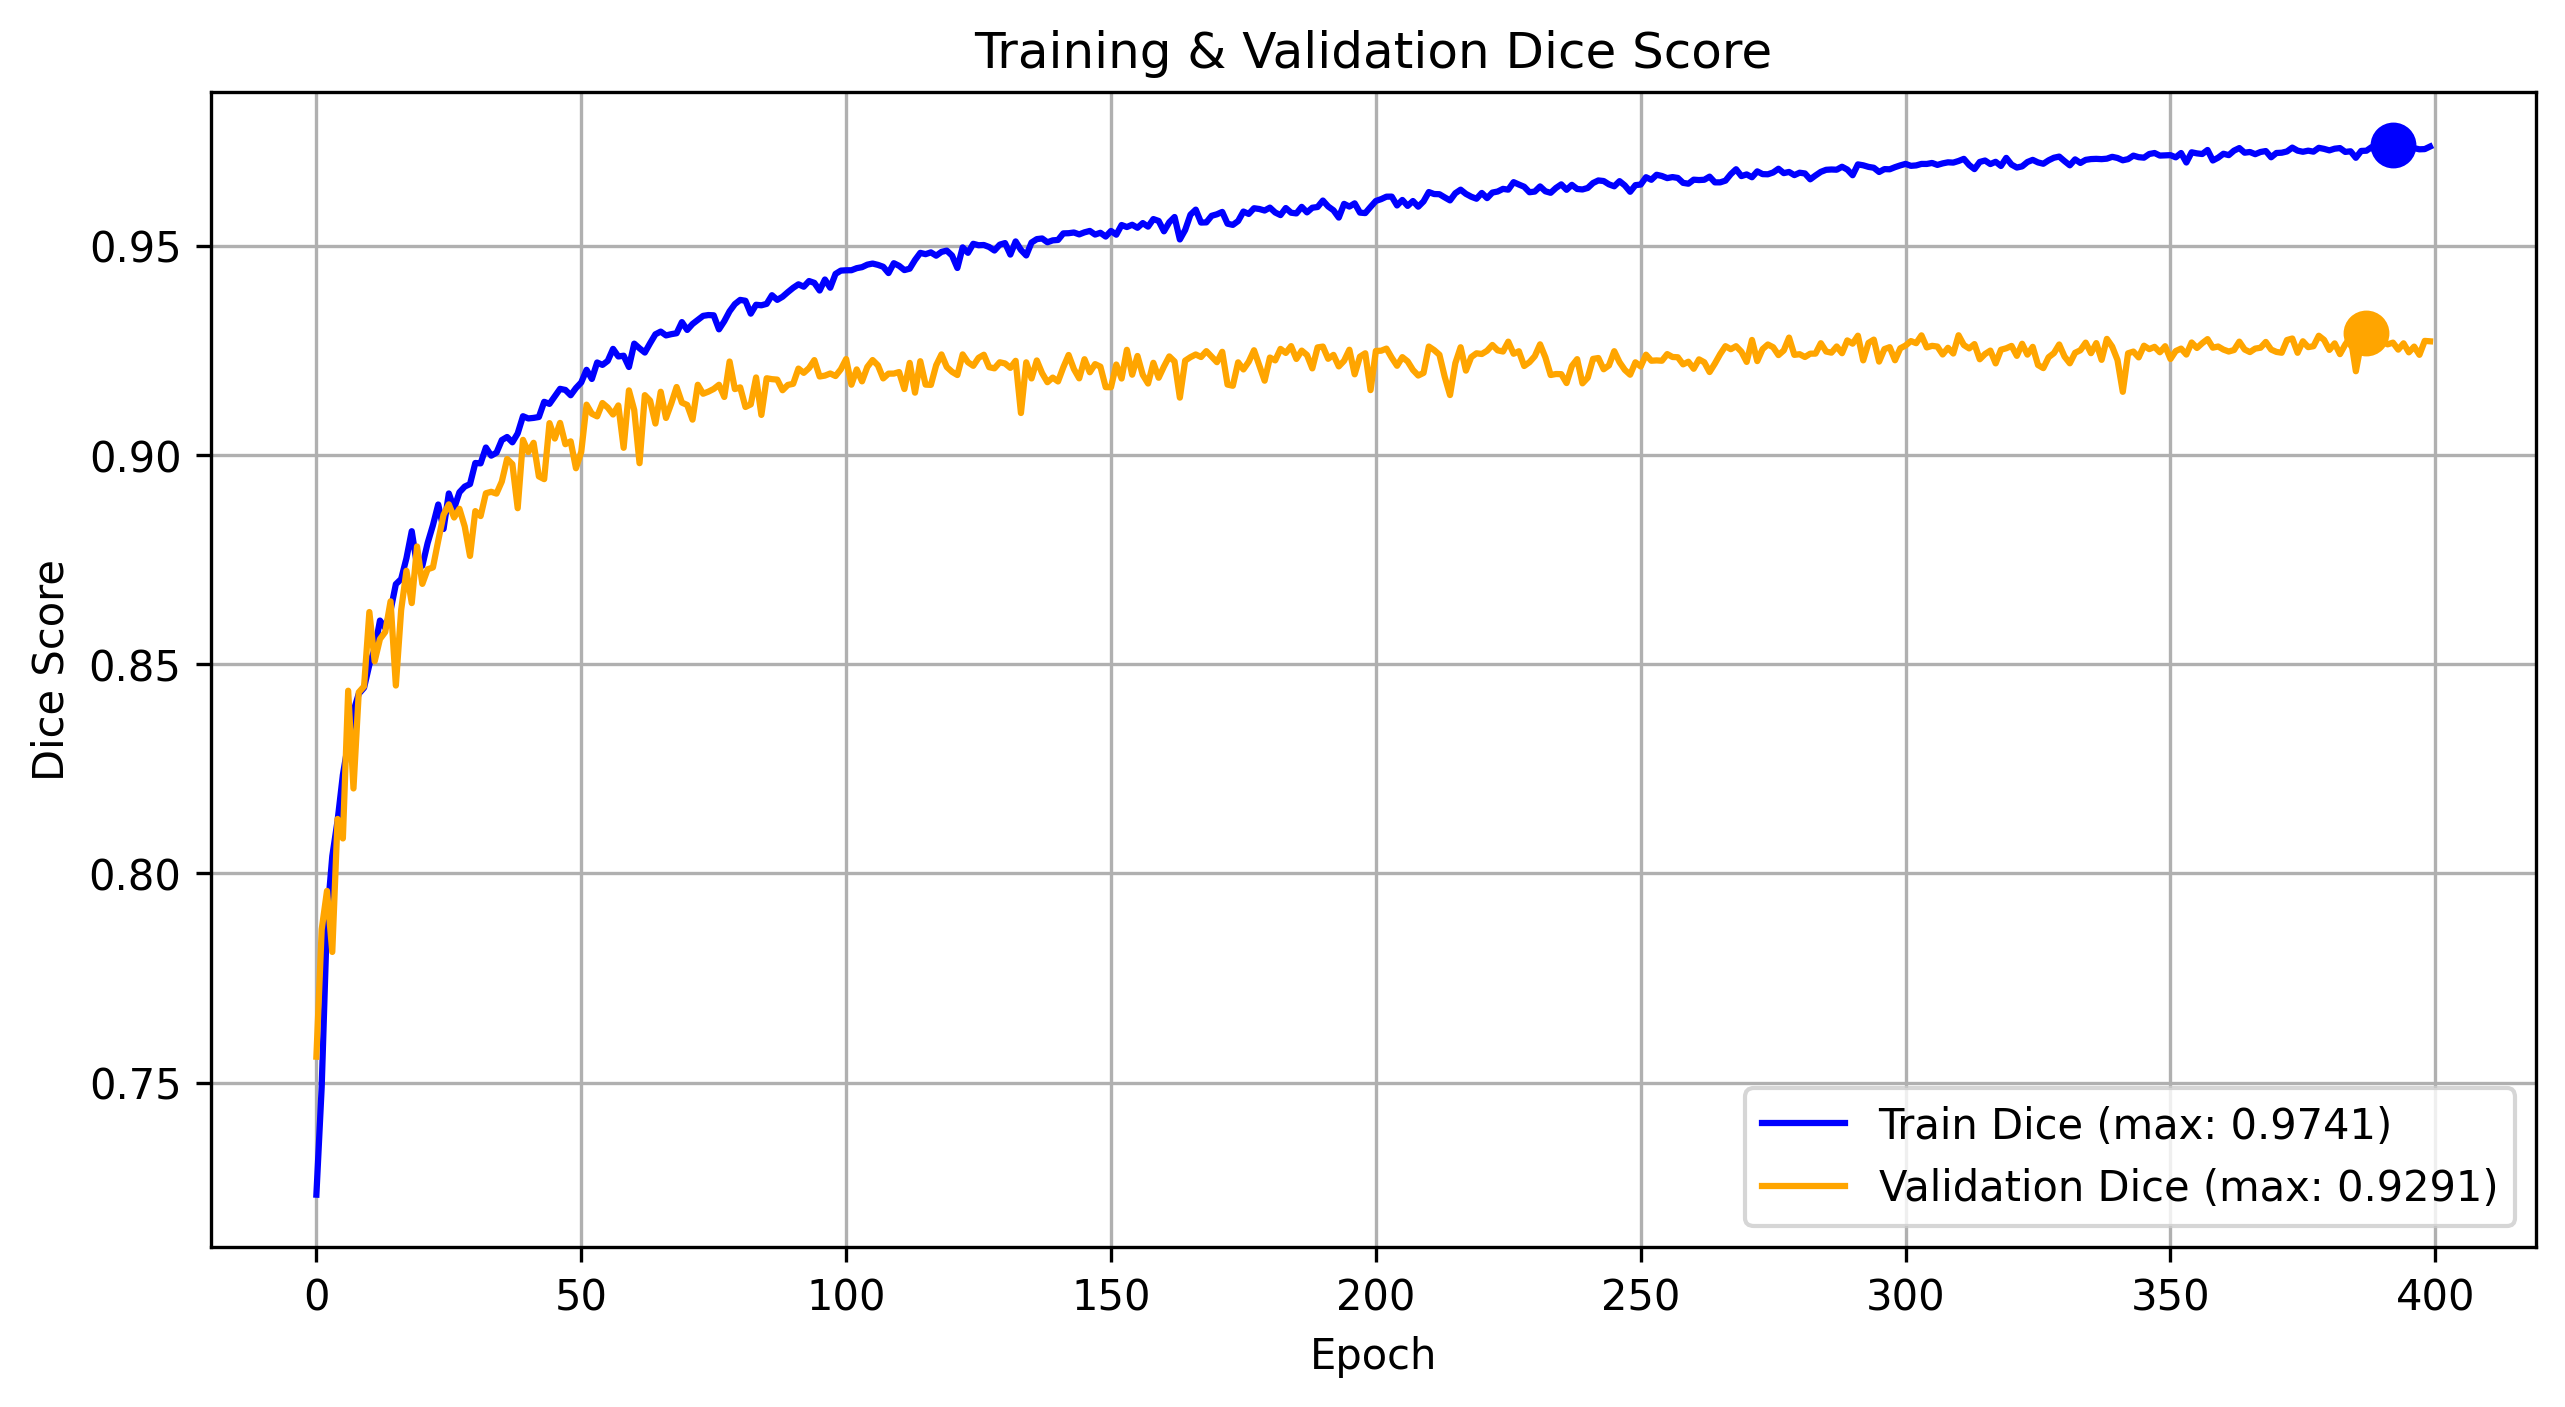 Training & Validation Dice Score
Dice Score
0.95
0.90
0.85
0.80
0.75
0 50 100 150 200 250 300 350 400
Epoch
Train Dice (max: 0.9741)
Validation Dice (max: 0.9291)